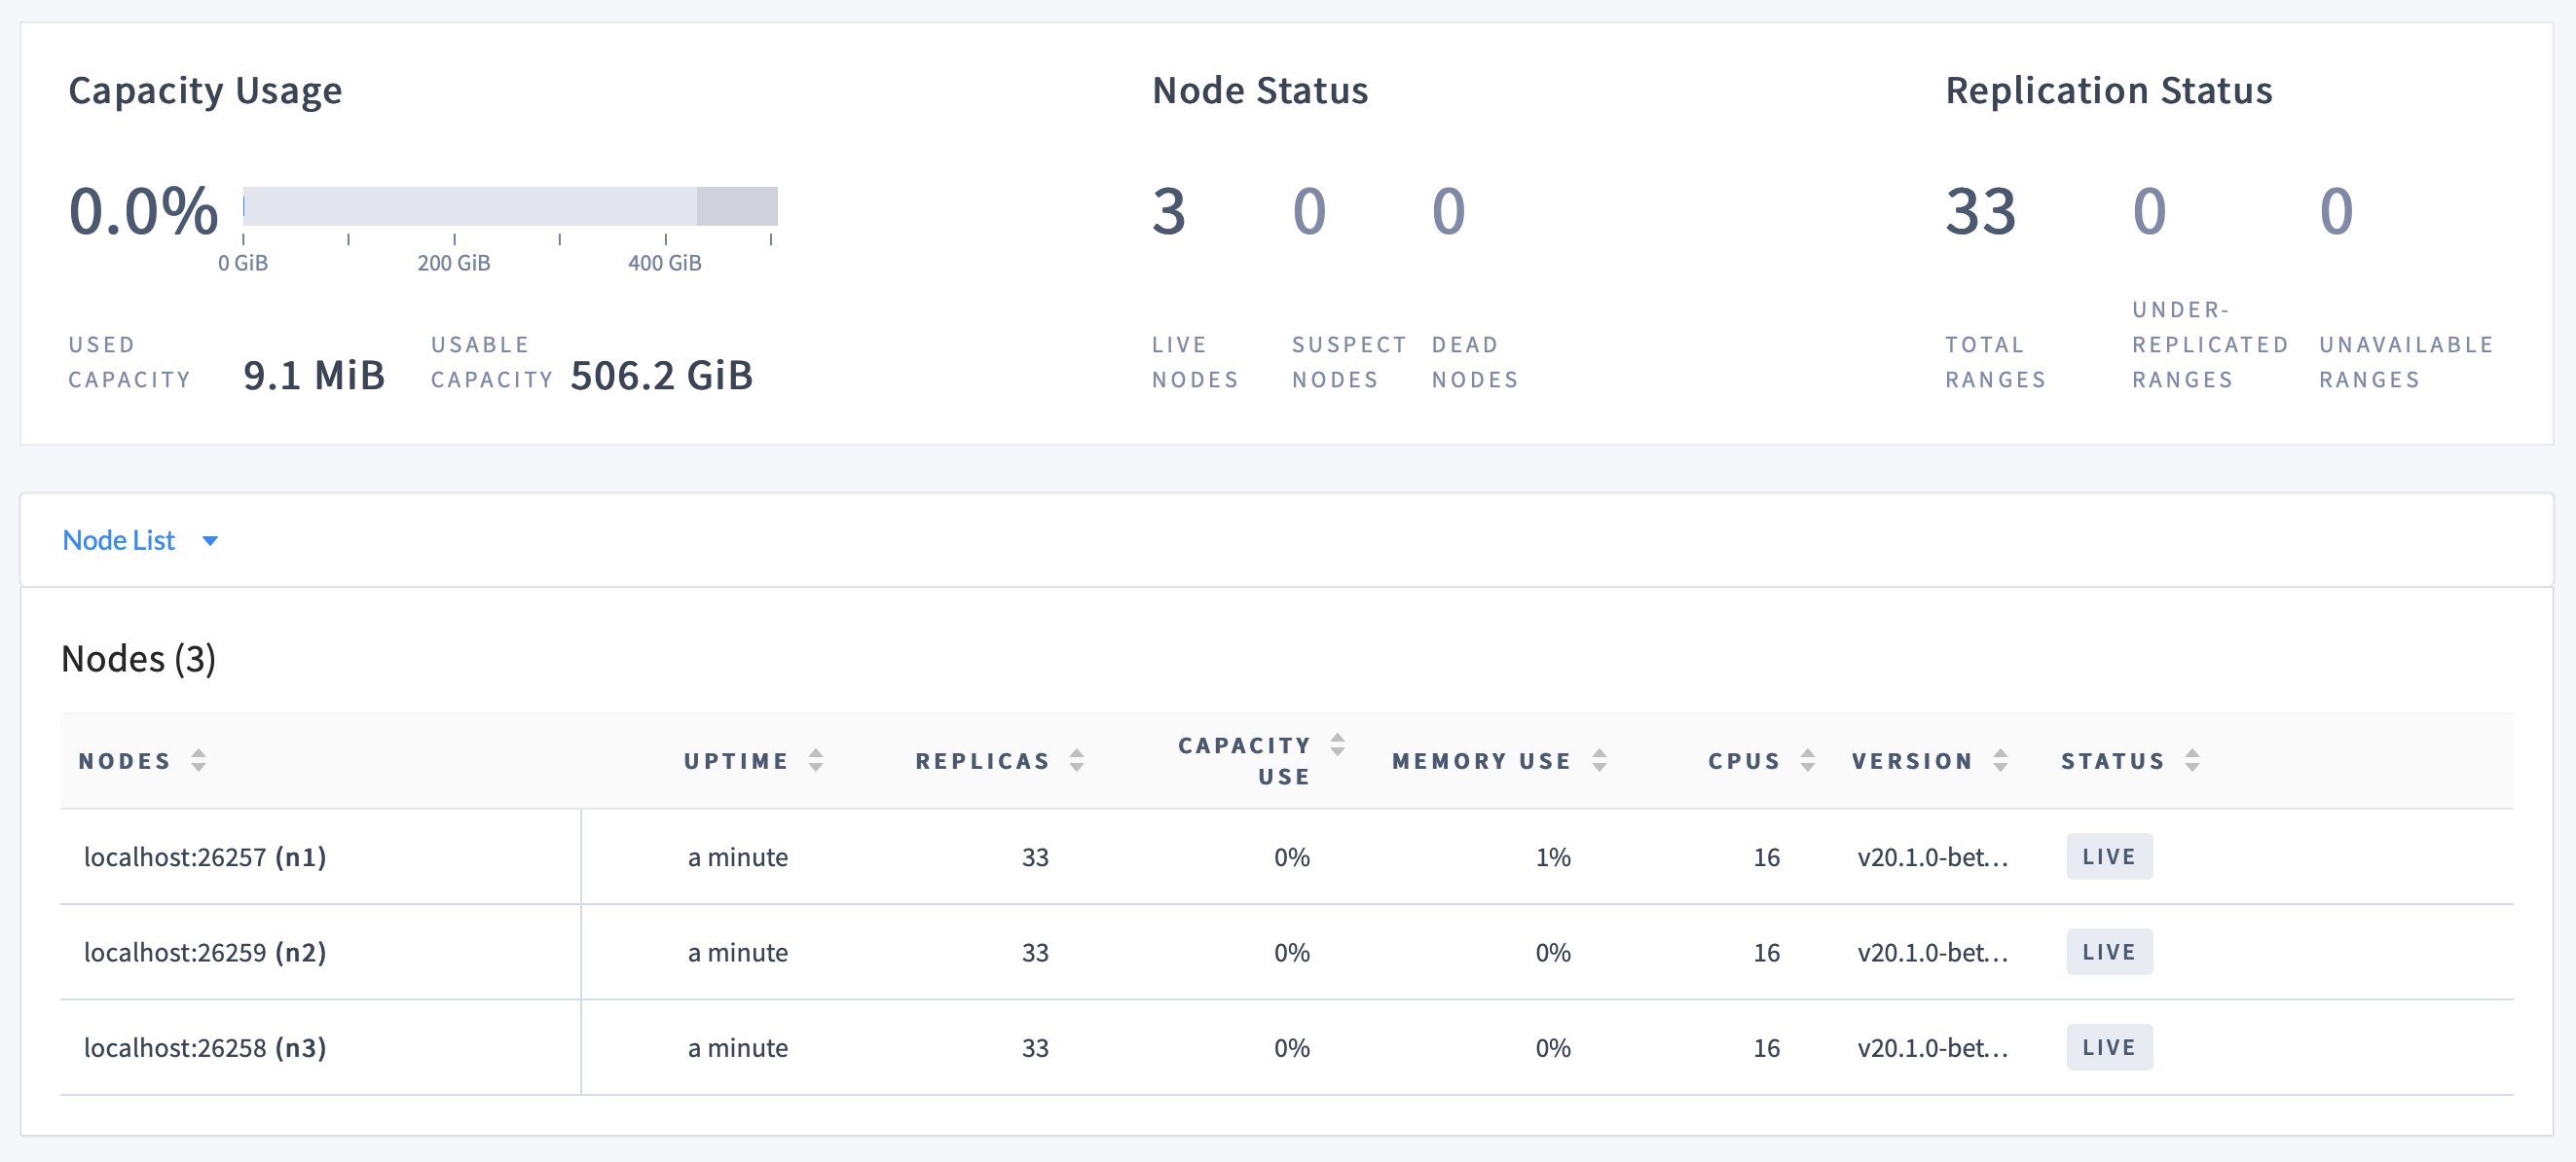 Capacity Usage
0.0%
0 GiB 200 GiB 400 GiB
USED
CAPACITY
9.1 MiB
USABLE
CAPACITY
506.2 GiB
Node Status
3 0 0
LIVE
NODES
SUSPECT
NODES
DEAD
NODES
Replication Status
33 0 0
TOTAL
RANGES
UNDER-
REPLICATED
RANGES
UNAVAILABLE
RANGES
Node List
Nodes (3)
NODES UPTIME REPLICAS CAPACITY USE MEMORY USE CPUS VERSION STATUS
localhost:26257 (n1) a minute 33 0% 1% 16 v20.1.0-bet... LIVE
localhost:26259 (n2) a minute 33 0% 0% 16 v20.1.0-bet... LIVE
localhost:26258 (n3) a minute 33 0% 0% 16 v20.1.0-bet... LIVE